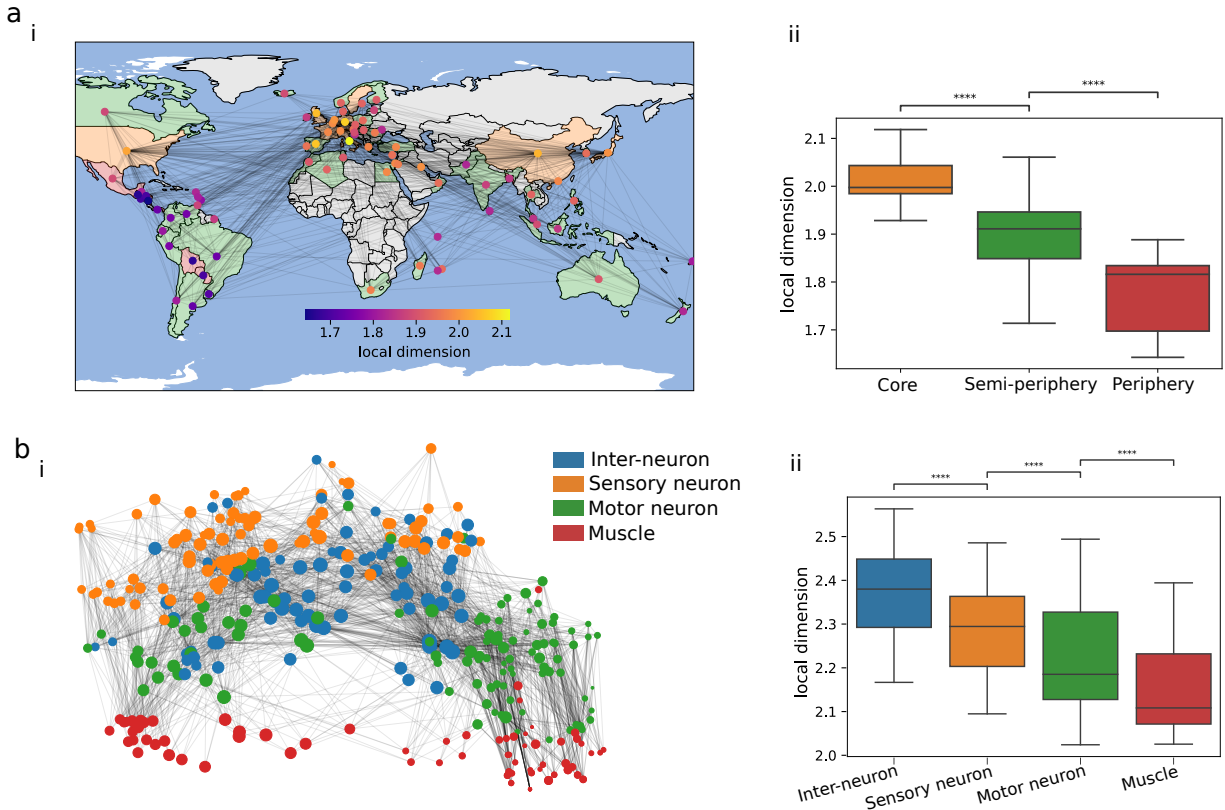 a
i
1.7 1.8 1.9 2.0 2.1
local dimension
ii
**** ****
2.1
2.0
1.9
1.8
1.7
local dimension
Core Semi-periphery Periphery
b
i
Inter-neuron
Sensory neuron
Motor neuron
Muscle
ii
**** **** ****
2.5
2.4
2.3
2.2
2.1
2.0
local dimension
Inter-neuron Sensory neuron Motor neuron Muscle